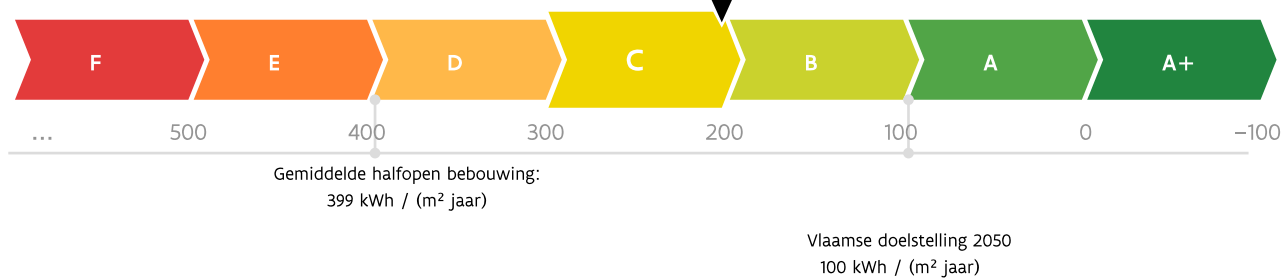 F E D C B A A+
... 500 400 300 200 100 0 −100
Gemiddelde halfopen bebouwing:
399 kWh / (m² jaar)
Vlaamse doelstelling 2050
100 kWh / (m² jaar)